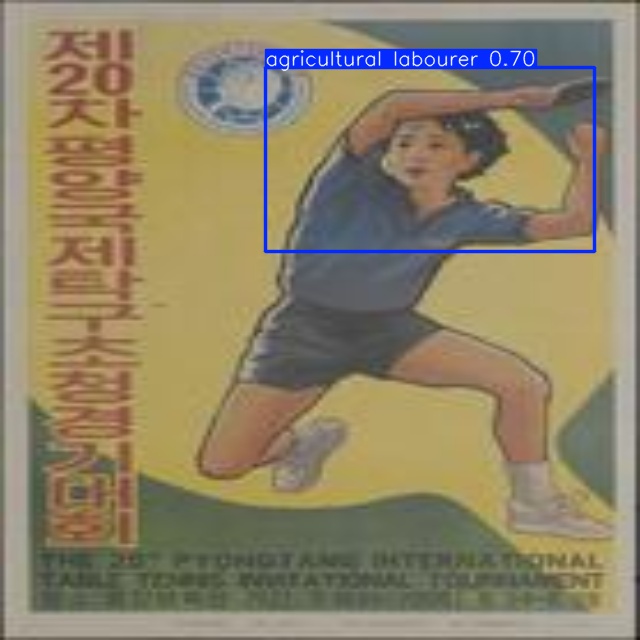 agricultural labourer 0.70
제20차평양국제탁구초청경기대회
THE 20TH PYONGYANG INTERNATIONAL
TABLE TENNIS INVITATIONAL TOURNAMENT